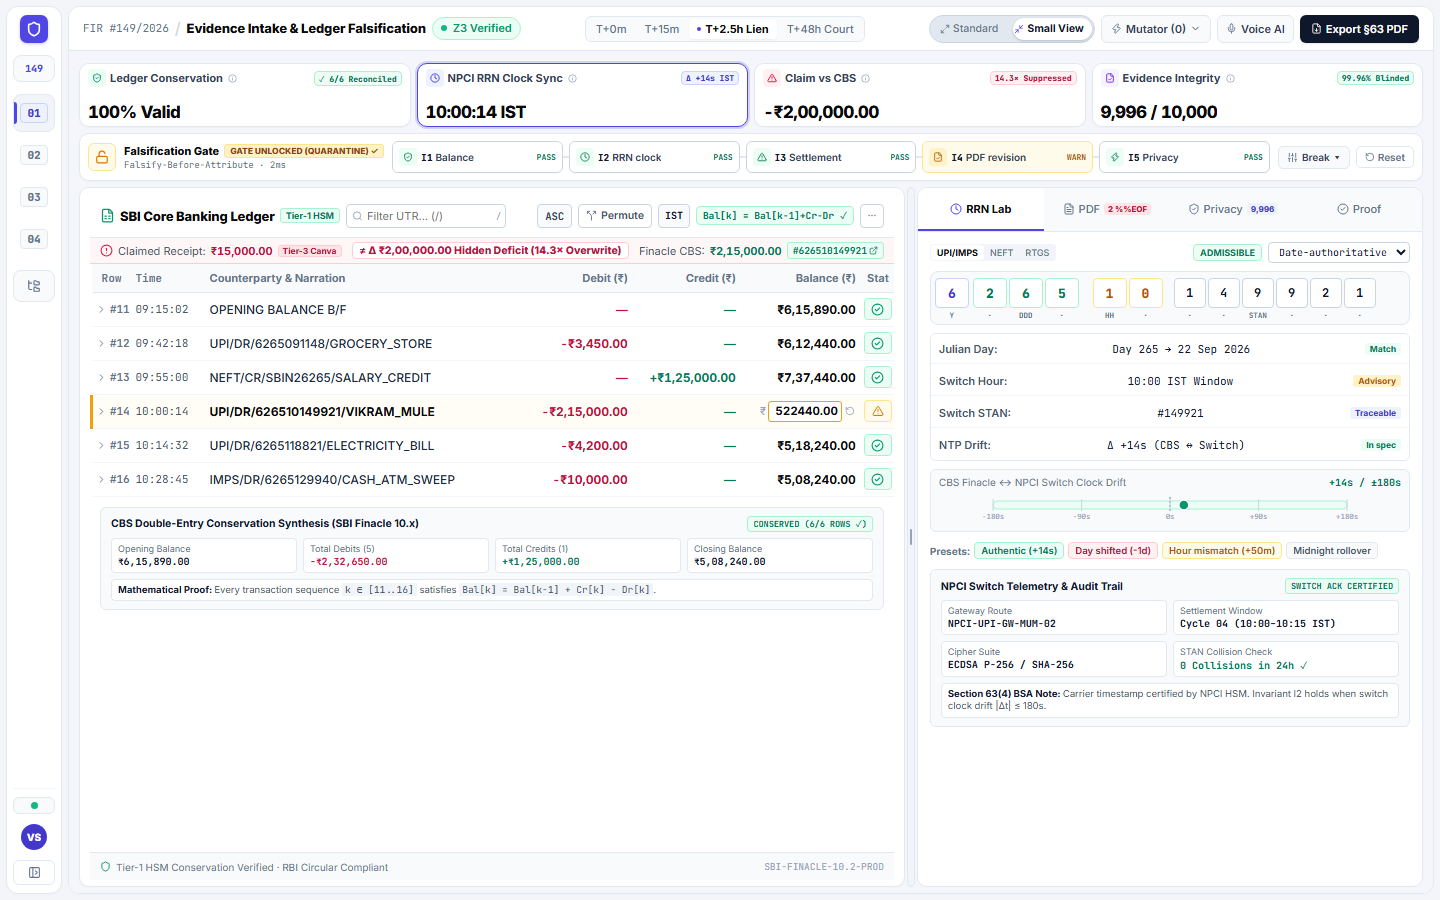 FIR #149/2026 / Evidence Intake & Ledger Falsification Z3 Verified T+0m T+15m T+2.5h Lien T+48h Court Standard Small View Mutator (0) Voice AI Export §63 PDF
149
01
02
03
04
VS
Ledger Conservation ✓ 6/6 Reconciled
100% Valid
NPCI RRN Clock Sync Δ +14s IST
10:00:14 IST
Claim vs CBS 14.3× Suppressed
-₹2,00,000.00
Evidence Integrity 99.96% Blinded
9,996 / 10,000
Falsification Gate GATE UNLOCKED (QUARANTINE) ✓
Falsify-Before-Attribute · 2ms
I1 Balance PASS I2 RRN clock PASS I3 Settlement PASS I4 PDF revision WARN I5 Privacy PASS Break ▾ Reset
SBI Core Banking Ledger Tier-1 HSM Filter UTR... (/) / ASC Permute IST Bal[k] = Bal[k-1]+Cr-Dr ✓ ...
Claimed Receipt: ₹15,000.00 Tier-3 Canva ≠ Δ ₹2,00,000.00 Hidden Deficit (14.3× Overwrite) Finacle CBS: ₹2,15,000.00 #626510149921
Row Time Counterparty & Narration Debit (₹) Credit (₹) Balance (₹) Stat
#11 09:15:02 OPENING BALANCE B/F — — ₹6,15,890.00
#12 09:42:18 UPI/DR/6265091148/GROCERY_STORE -₹3,450.00 — ₹6,12,440.00
#13 09:55:00 NEFT/CR/SBIN26265/SALARY_CREDIT — +₹1,25,000.00 ₹7,37,440.00
#14 10:00:14 UPI/DR/626510149921/VIKRAM_MULE -₹2,15,000.00 — ₹ 522440.00
#15 10:14:32 UPI/DR/6265118821/ELECTRICITY_BILL -₹4,200.00 — ₹5,18,240.00
#16 10:28:45 IMPS/DR/6265129940/CASH_ATM_SWEEP -₹10,000.00 — ₹5,08,240.00
CBS Double-Entry Conservation Synthesis (SBI Finacle 10.x) CONSERVED (6/6 ROWS ✓)
Opening Balance Total Debits (5) Total Credits (1) Closing Balance
₹6,15,890.00 -₹2,32,650.00 +₹1,25,000.00 ₹5,08,240.00
Mathematical Proof: Every transaction sequence k ∈ [11..16] satisfies Bal[k] = Bal[k-1] + Cr[k] - Dr[k].
Tier-1 HSM Conservation Verified · RBI Circular Compliant SBI-FINACLE-10.2-PROD
RRN Lab PDF 2 %%EOF Privacy 9,996 Proof
UPI/IMPS NEFT RTGS ADMISSIBLE Date-authoritative
6 2 6 5 1 0 1 4 9 9 2 1
Y · DDD · HH · · · STAN · · ·
Julian Day: Day 265 → 22 Sep 2026 Match
Switch Hour: 10:00 IST Window Advisory
Switch STAN: #149921 Traceable
NTP Drift: Δ +14s (CBS ↔ Switch) In spec
CBS Finacle ↔ NPCI Switch Clock Drift +14s / ±180s
-180s -90s 0s +90s +180s
Presets: Authentic (+14s) Day shifted (-1d) Hour mismatch (+50m) Midnight rollover
NPCI Switch Telemetry & Audit Trail SWITCH ACK CERTIFIED
Gateway Route Settlement Window
NPCI-UPI-GW-MUM-02 Cycle 04 (10:00-10:15 IST)
Cipher Suite STAN Collision Check
ECDSA P-256 / SHA-256 0 Collisions in 24h ✓
Section 63(4) BSA Note: Carrier timestamp certified by NPCI HSM. Invariant I2 holds when switch
clock drift |Δt| ≤ 180s.